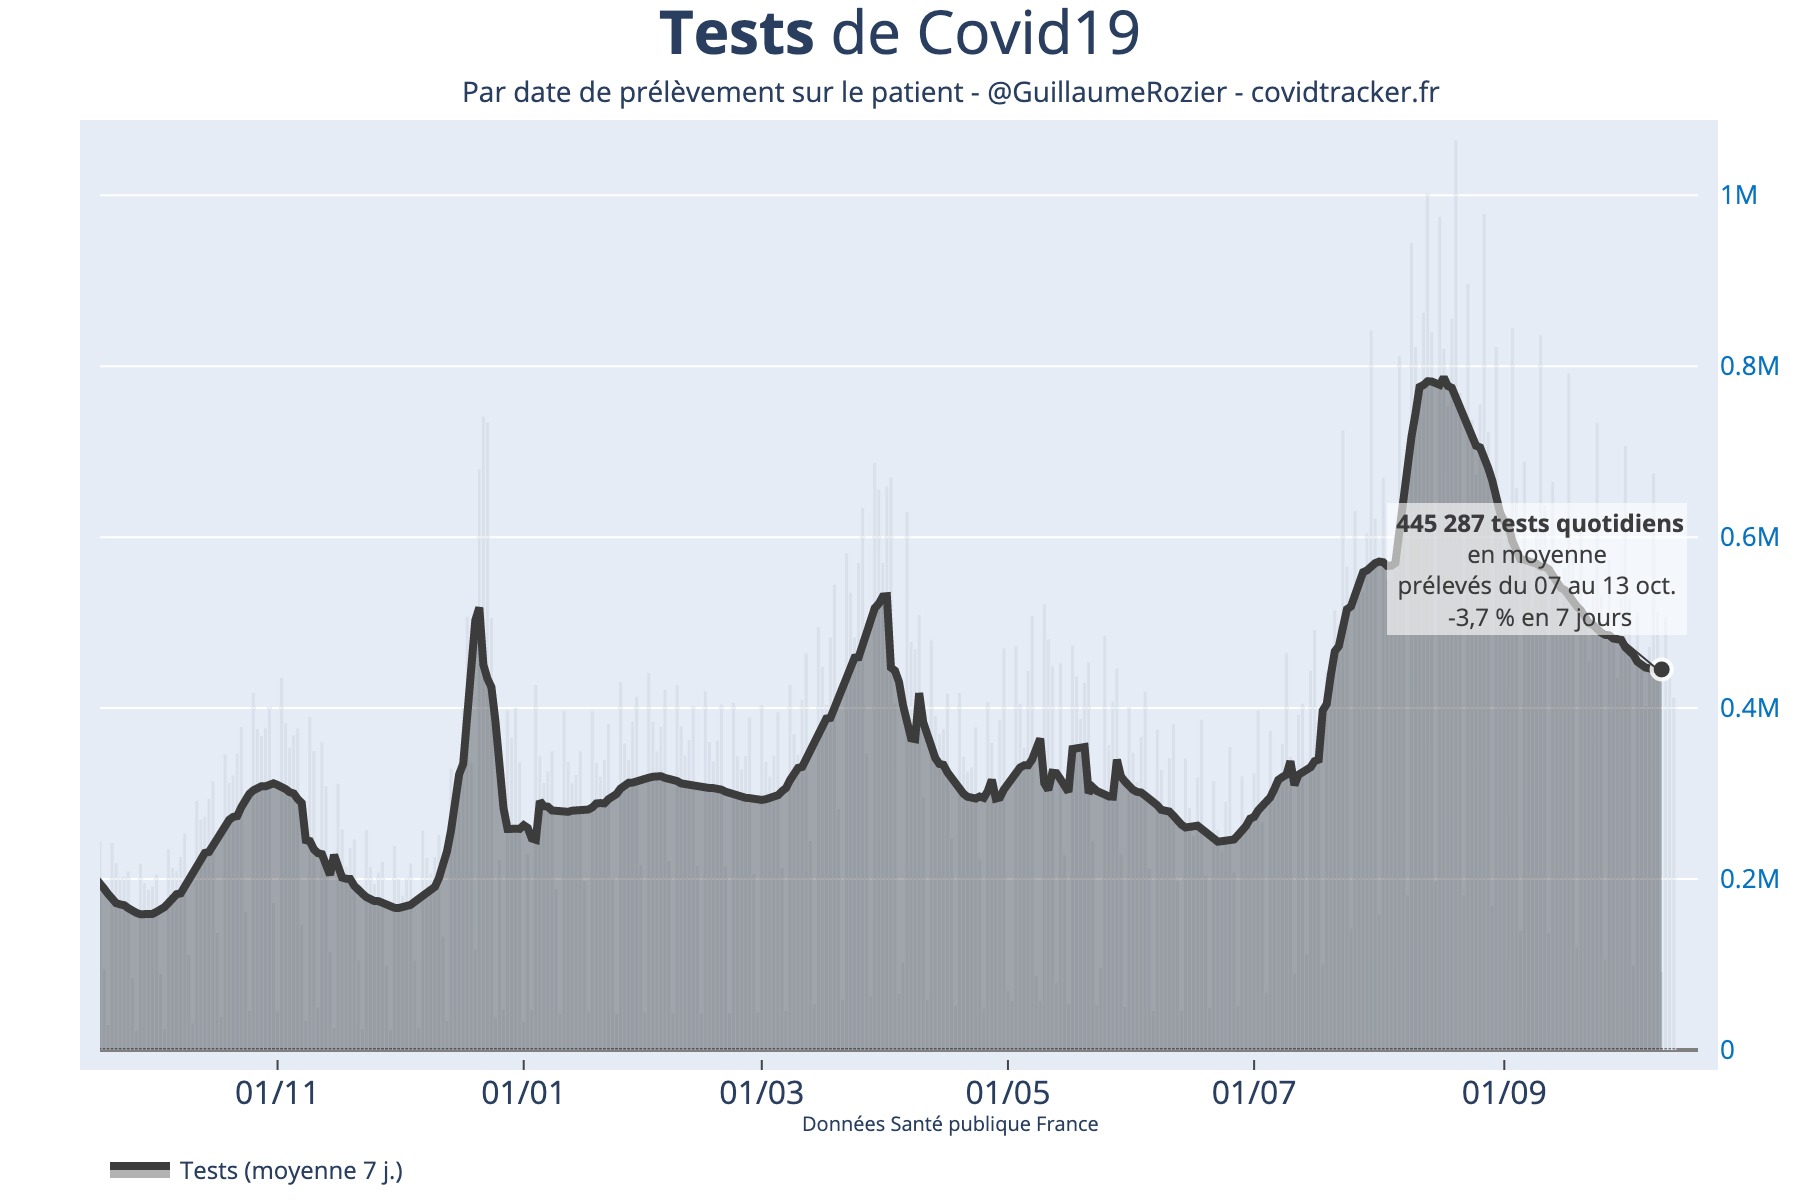 Tests de Covid19
Par date de prélèvement sur le patient - @GuillaumeRozier - covidtracker.fr
1M
0.8M
445 287 tests quotidiens
en moyenne
prélevés du 07 au 13 oct.
-3,7 % en 7 jours
0.6M
0.4M
0.2M
0
01/11 01/01 01/03 01/05 01/07 01/09
Données Santé publique France
Tests (moyenne 7 j.)